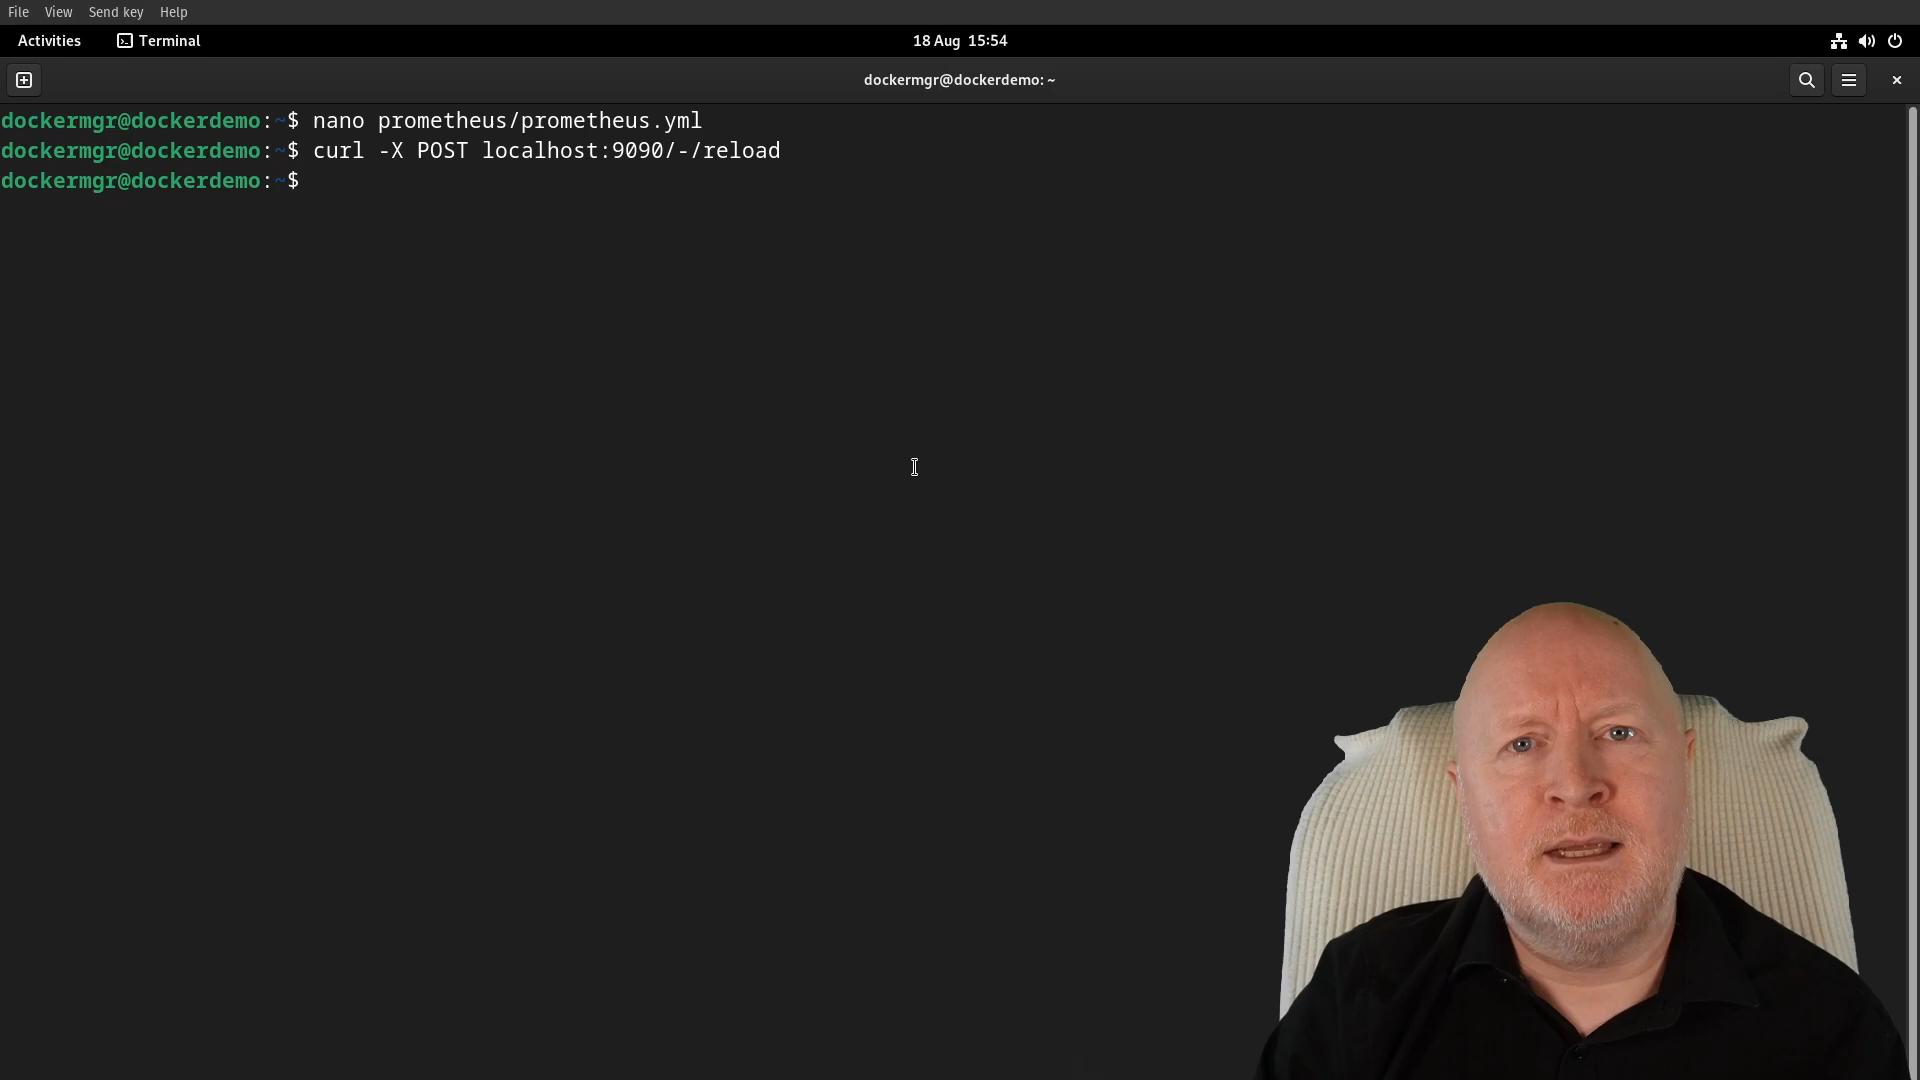 File View Send key Help
Activities Terminal 18 Aug 15:54
dockermgr@dockerdemo: ~
dockermgr@dockerdemo:~$ nano prometheus/prometheus.yml
dockermgr@dockerdemo:~$ curl -X POST localhost:9090/-/reload
dockermgr@dockerdemo:~$